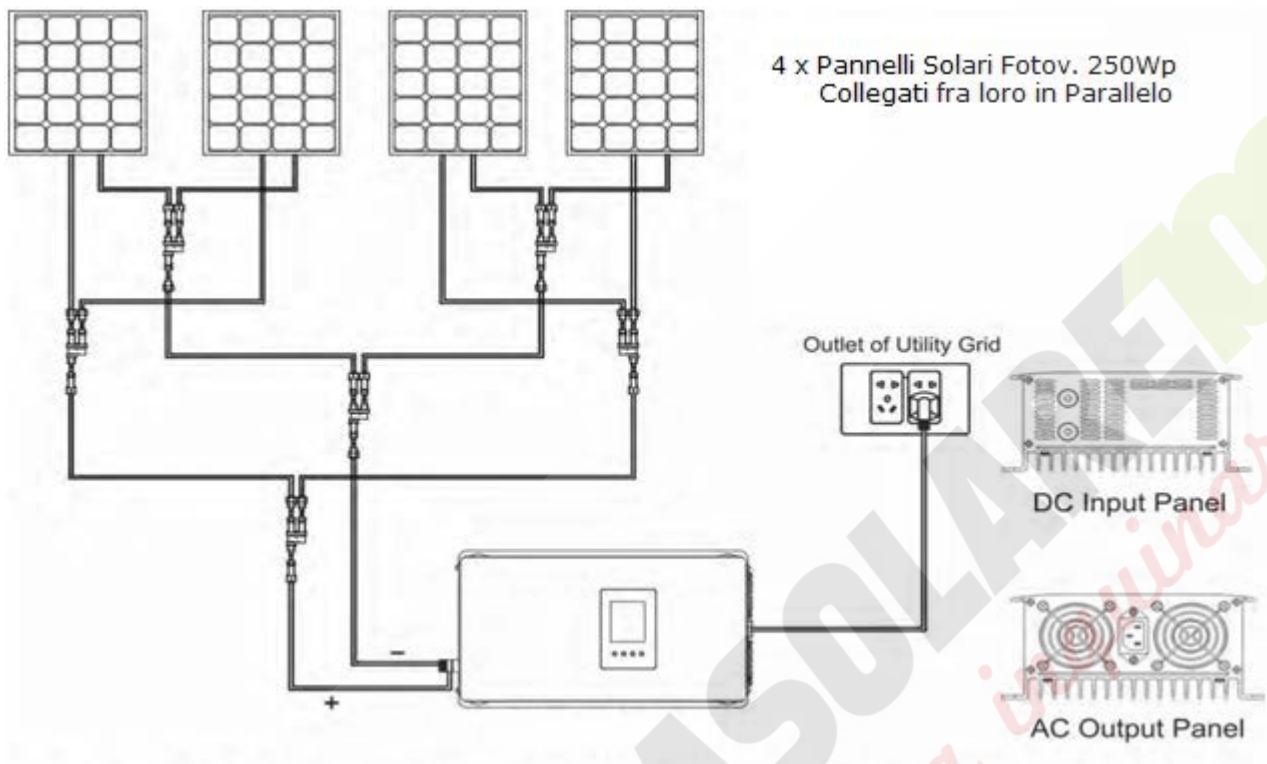 4 x Pannelli Solari Fotov. 250Wp
Collegati fra loro in Parallelo
Outlet of Utility Grid
DC Input Panel
AC Output Panel
−
+